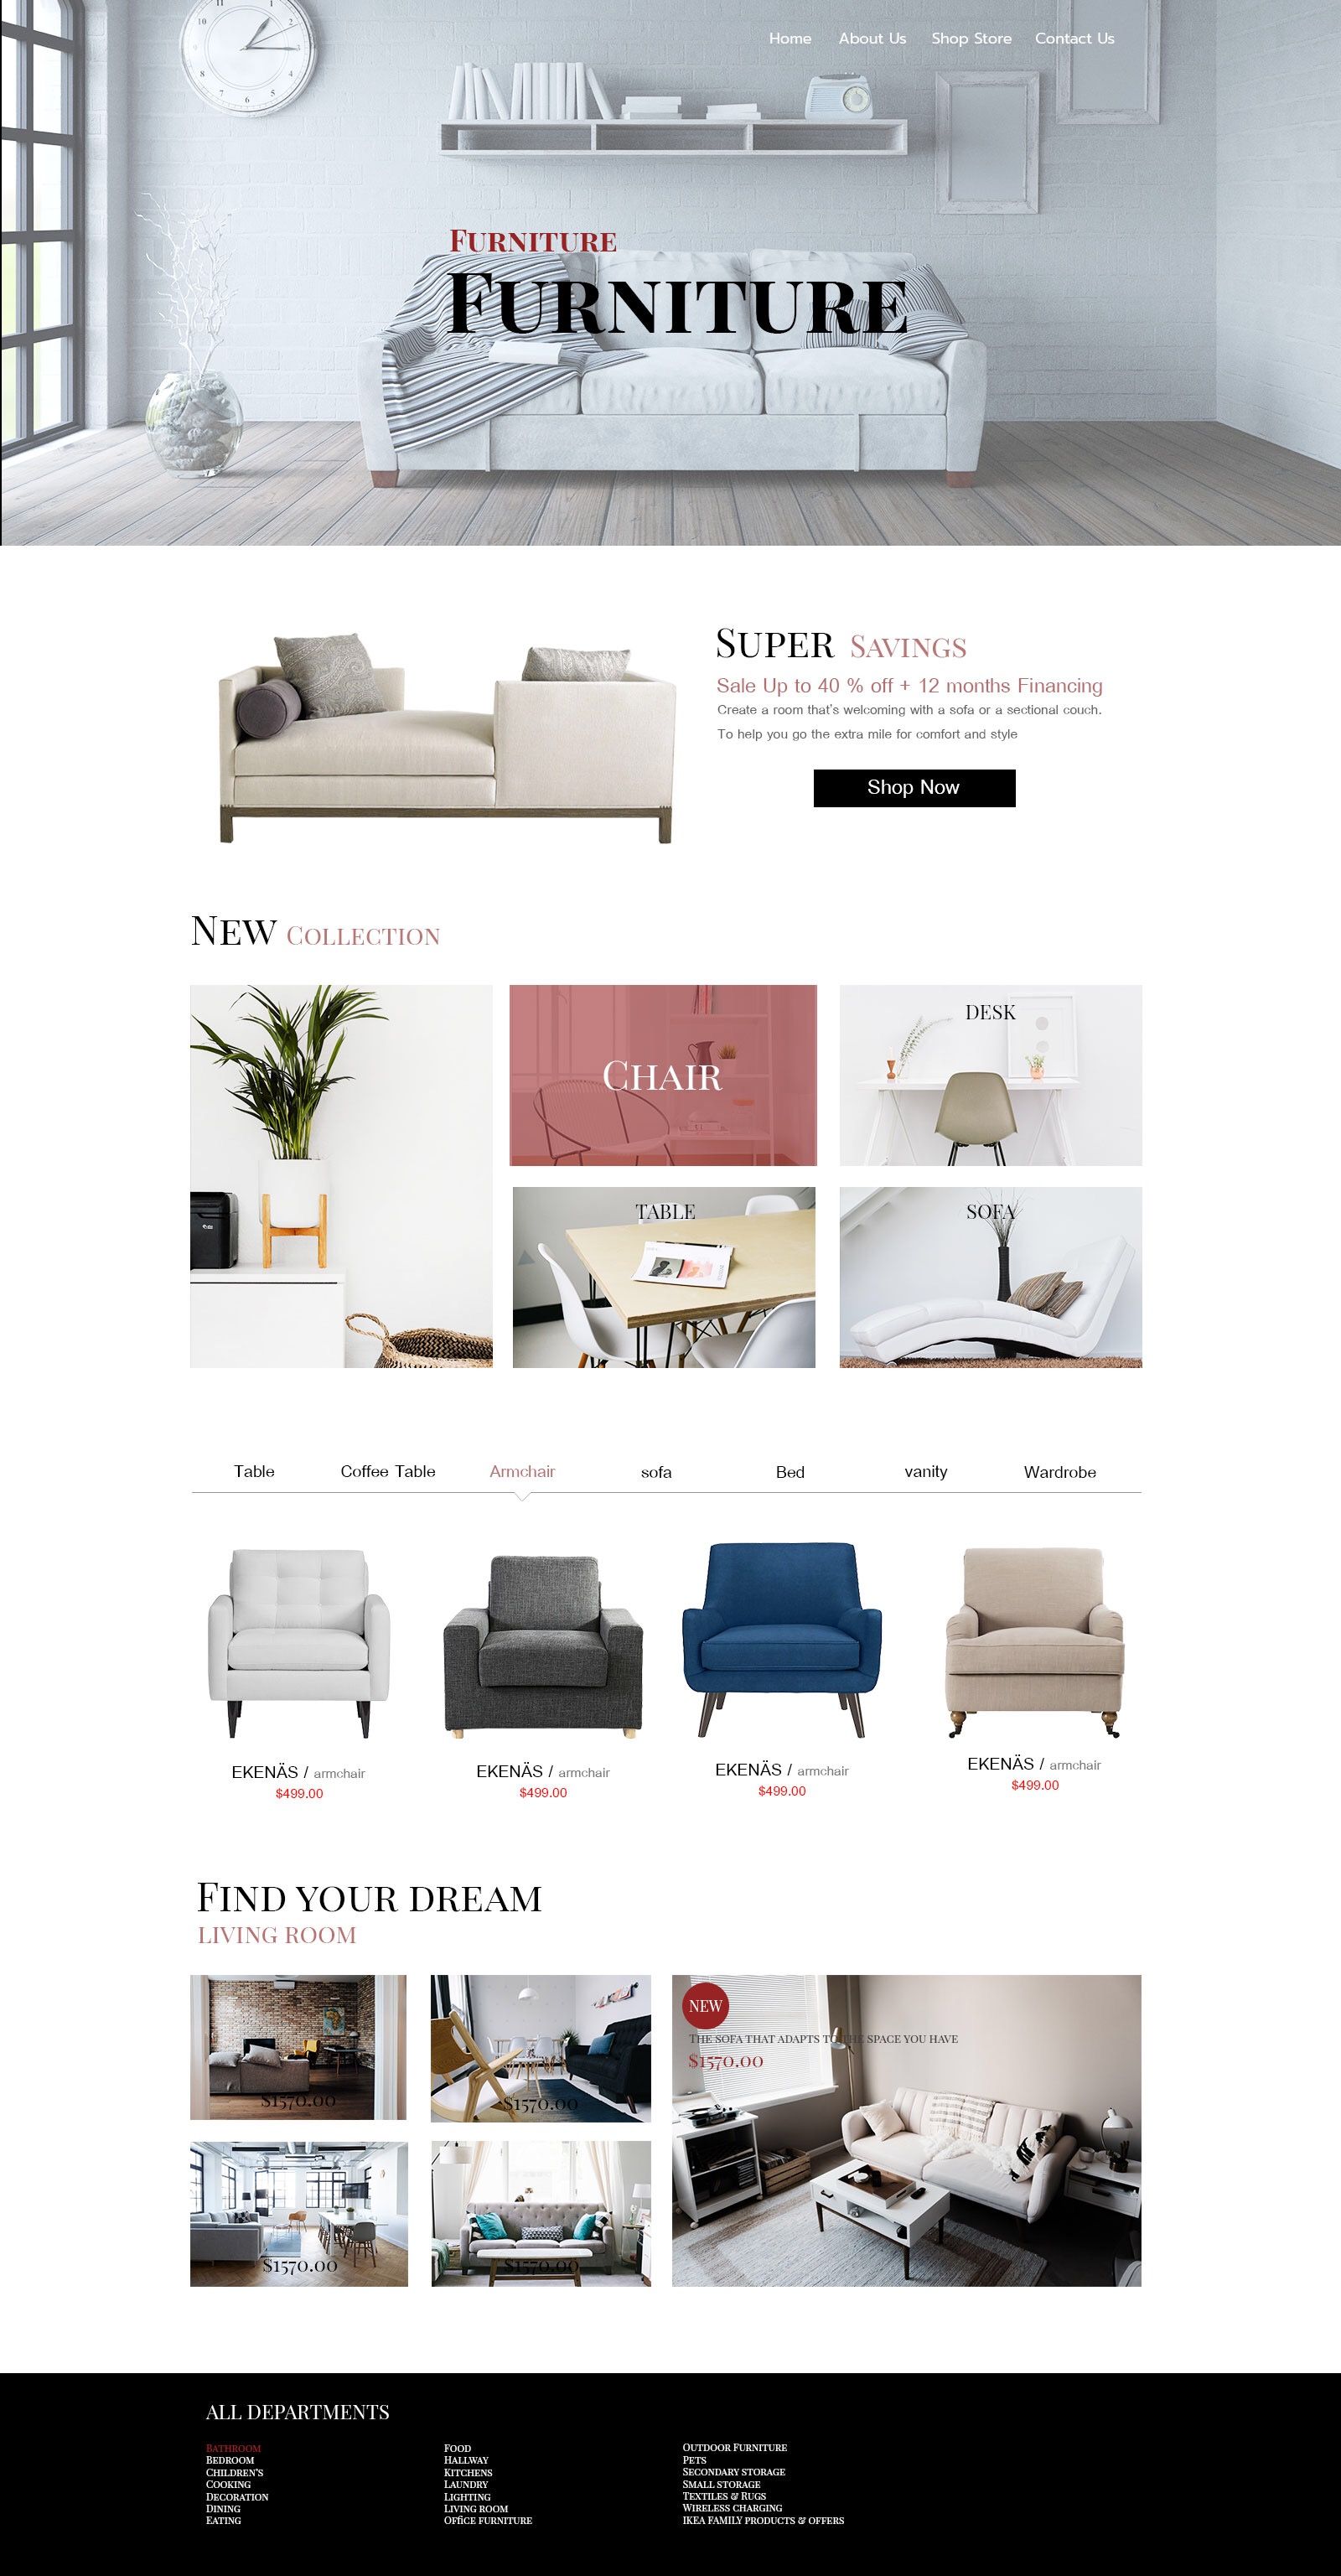 Home About Us Shop Store Contact Us
Furniture
Furniture
Super Savings
Sale Up to 40 % off + 12 months Financing
Create a room that's welcoming with a sofa or a sectional couch.
To help you go the extra mile for comfort and style
Shop Now
New Collection
Chair
DESK
TABLE
SOFA
Table Coffee Table Armchair sofa Bed vanity Wardrobe
EKENÄS / armchair
$499.00
EKENÄS / armchair
$499.00
EKENÄS / armchair
$499.00
EKENÄS / armchair
$499.00
Find your dream
living room
$1570.00
$1570.00
$1570.00
$1570.00
NEW
The sofa that adapts to the space you have
$1570.00
ALL DEPARTMENTS
Bathroom
Bedroom
Children's
Cooking
Decoration
Dining
Eating
Food
Hallway
Kitchens
Laundry
Lighting
Living room
Office furniture
Outdoor Furniture
Pets
Secondary storage
Small storage
Textiles & Rugs
Wireless charging
IKEA FAMILY products & offers